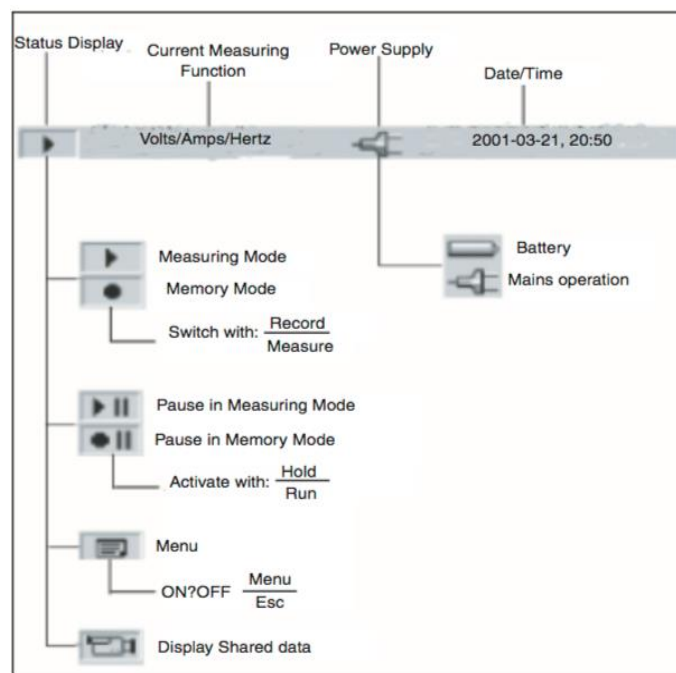 Status Display
Current Measuring
Function
Power Supply
Date/Time
Volts/Amps/Hertz
2001-03-21, 20:50
Measuring Mode
Memory Mode
Switch with: Record
Measure
Battery
Mains operation
Pause in Measuring Mode
Pause in Memory Mode
Activate with: Hold
Run
Menu
ON?OFF Menu
Esc
Display Shared data